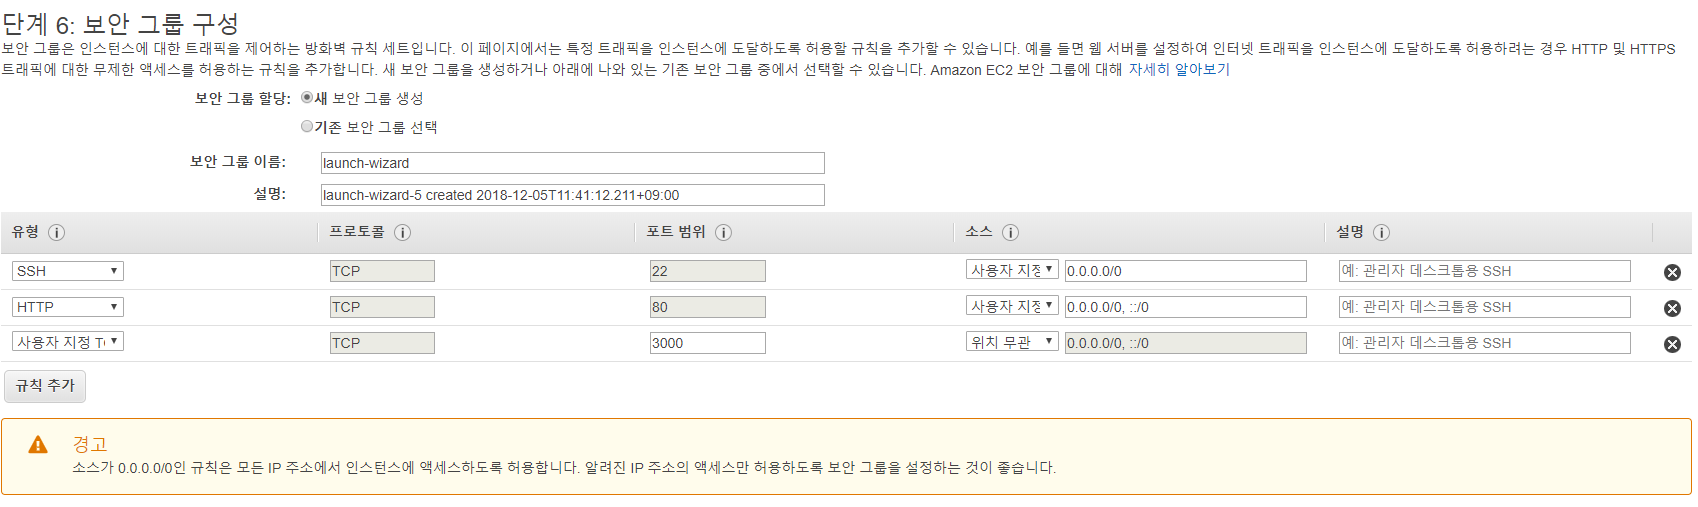 단계 6: 보안 그룹 구성
보안 그룹은 인스턴스에 대한 트래픽을 제어하는 방화벽 규칙 세트입니다. 이 페이지에서는 특정 트래픽을 인스턴스에 도달하도록 허용할 규칙을 추가할 수 있습니다. 예를 들면 웹 서버를 설정하여 인터넷 트래픽을 인스턴스에 도달하도록 허용하려는 경우 HTTP 및 HTTPS
트래픽에 대한 무제한 액세스를 허용하는 규칙을 추가합니다. 새 보안 그룹을 생성하거나 아래에 나와 있는 기존 보안 그룹 중에서 선택할 수 있습니다. Amazon EC2 보안 그룹에 대해 자세히 알아보기
보안 그룹 할당: 새 보안 그룹 생성
기존 보안 그룹 선택
보안 그룹 이름: launch-wizard
설명: launch-wizard-5 created 2018-12-05T11:41:12.211+09:00
유형 i 프로토콜 i 포트 범위 i 소스 i 설명 i
SSH TCP 22 사용자 지정 0.0.0.0/0 예: 관리자 데스크톱용 SSH
HTTP TCP 80 사용자 지정 0.0.0.0/0, ::/0 예: 관리자 데스크톱용 SSH
사용자 지정 T TCP 3000 위치 무관 0.0.0.0/0, ::/0 예: 관리자 데스크톱용 SSH
규칙 추가
경고
소스가 0.0.0.0/0인 규칙은 모든 IP 주소에서 인스턴스에 액세스하도록 허용합니다. 알려진 IP 주소의 액세스만 허용하도록 보안 그룹을 설정하는 것이 좋습니다.